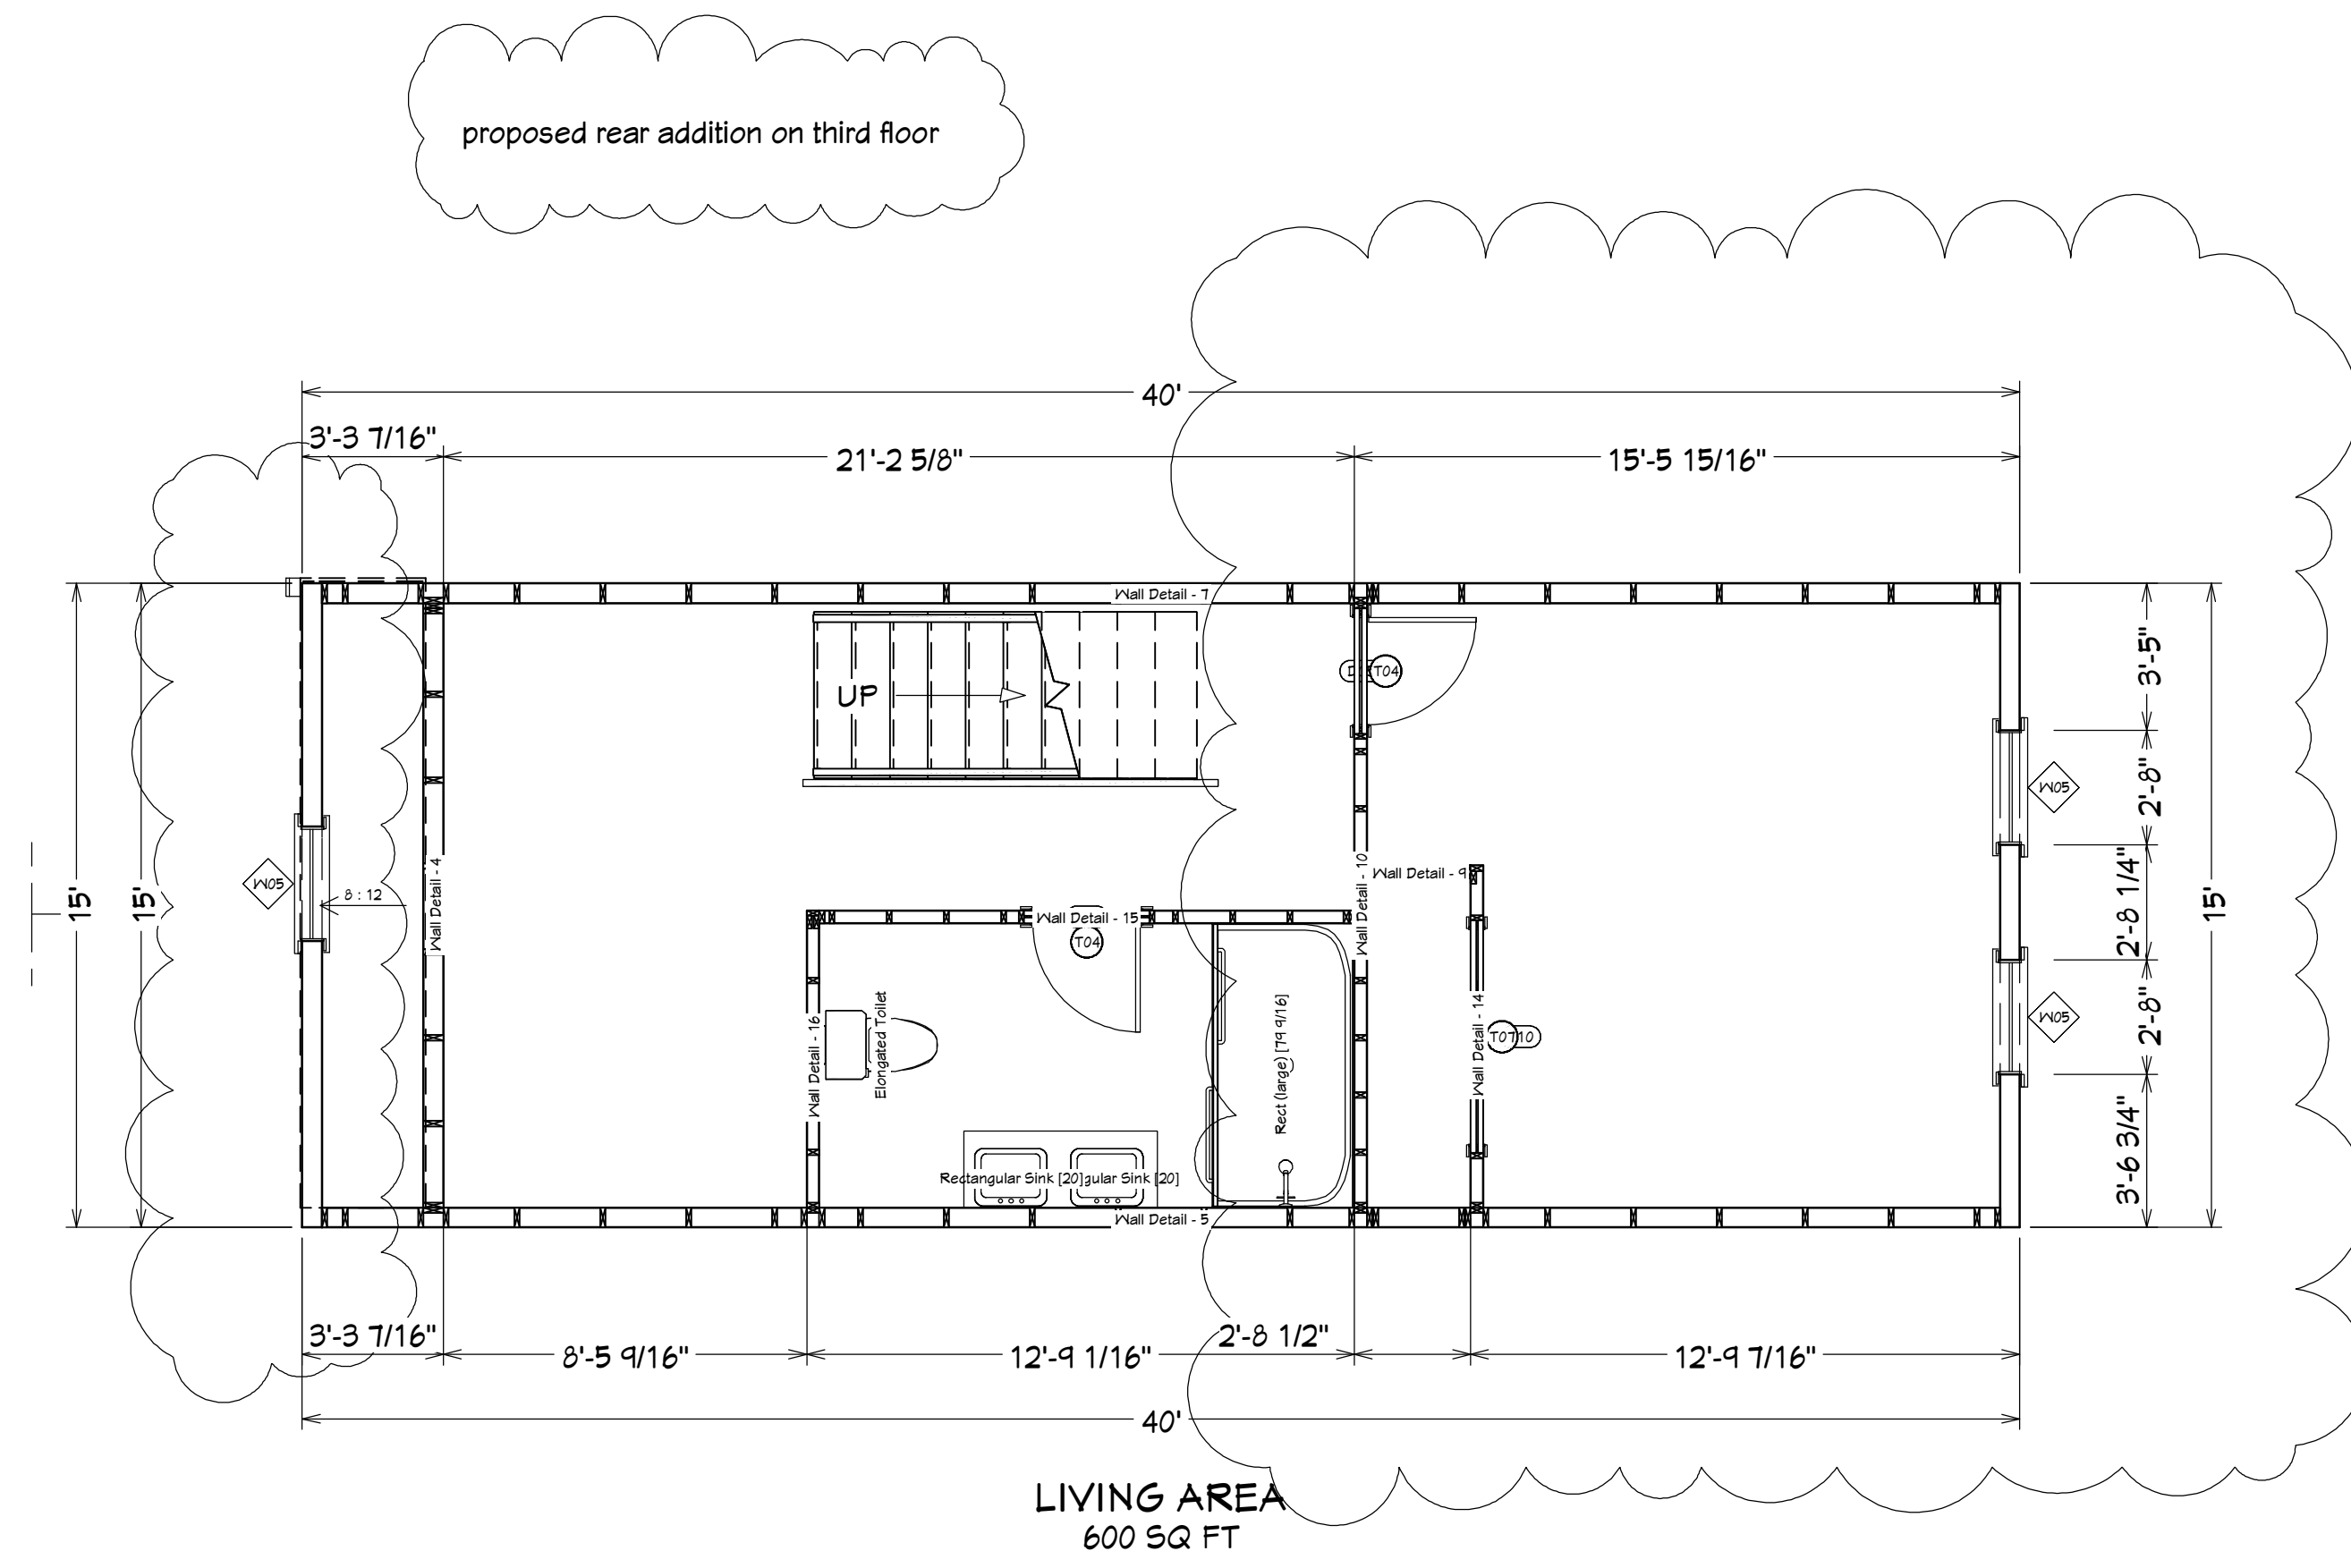 proposed rear addition on third floor
40'
3'-3 7/16"
21'-2 5/8"
15'-5 15/16"
Wall Detail - 7
UP
T04
3'-5"
W05
2'-8"
W05
8 : 12
15'
15'
Wall Detail - 4
Wall Detail - 10
Wall Detail - 9
2'-8 1/4"
15'
Wall Detail - 15
T04
Elongated Toilet
Wall Detail - 16
Rect (large) [79 9/16]
Wall Detail - 14
W05
2'-8"
Rectangular Sink [20]
Sink [20]
Wall Detail - 5
3'-6 3/4"
3'-3 7/16"
8'-5 9/16"
12'-9 1/16"
2'-8 1/2"
12'-9 7/16"
40'
LIVING AREA
600 SQ FT